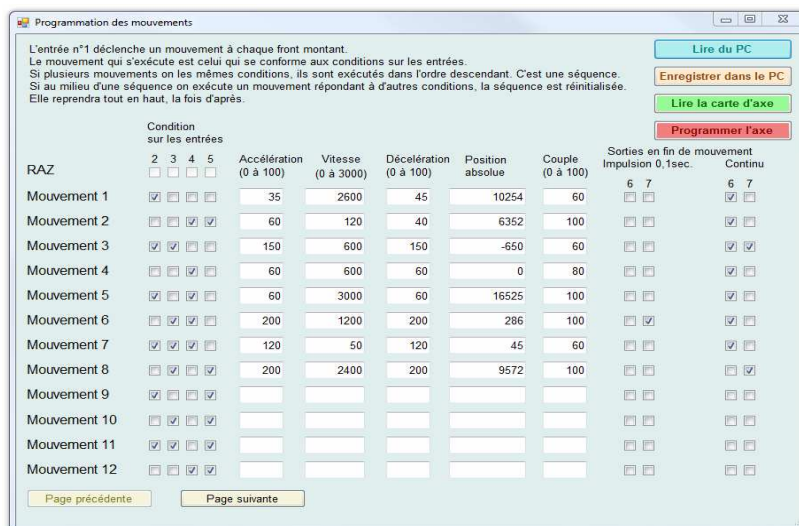 Programmation des mouvements
L'entrée n°1 déclenche un mouvement à chaque front montant.
Le mouvement qui s'exécute est celui qui se conforme aux conditions sur les entrées.
Si plusieurs mouvements on les mêmes conditions, ils sont exécutés dans l'ordre descendant. C'est une séquence.
Si au milieu d'une séquence on exécute un mouvement répondant à d'autres conditions, la séquence est réinitialisée.
Elle reprendra tout en haut, la fois d'après.
Lire du PC
Enregistrer dans le PC
Lire la carte d'axe
Programmer l'axe
Condition
sur les entrées
Sorties en fin de mouvement
2 3 4 5 Accélération Vitesse Décelération Position Couple Impulsion 0,1sec. Continu
RAZ (0 à 100) (0 à 3000) (0 à 100) absolue (0 à 100)
6 7 6 7
Mouvement 1 35 2600 45 10254 60
Mouvement 2 60 120 40 6352 100
Mouvement 3 150 600 150 -650 60
Mouvement 4 60 600 60 0 80
Mouvement 5 60 3000 60 16525 100
Mouvement 6 200 1200 200 286 100
Mouvement 7 120 50 120 45 60
Mouvement 8 200 2400 200 9572 100
Mouvement 9
Mouvement 10
Mouvement 11
Mouvement 12
Page précédente Page suivante